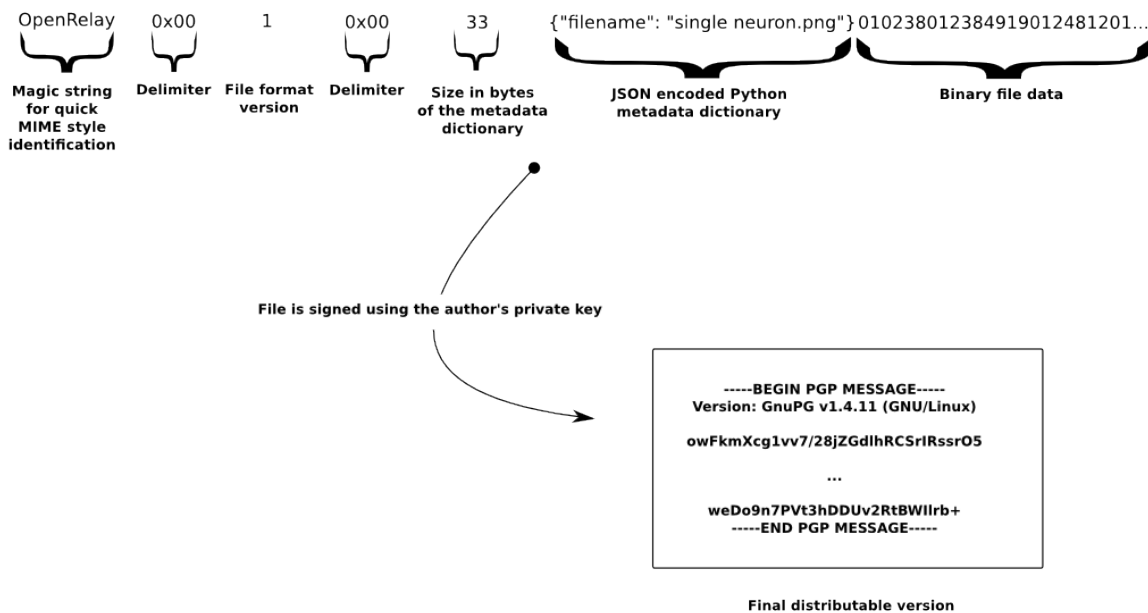 OpenRelay 0x00 1 0x00 33 {"filename": "single neuron.png"} 010238012384919012481201...
Magic string
for quick
MIME style
identification
Delimiter
File format
version
Delimiter
Size in bytes
of the metadata
dictionary
JSON encoded Python
metadata dictionary
Binary file data
File is signed using the author's private key
-----BEGIN PGP MESSAGE-----
Version: GnuPG v1.4.11 (GNU/Linux)
owFkmXcg1vv7/28jZGdlhRCSrIRssrO5
...
weDo9n7PVt3hDDUv2RtBWIlrb+
-----END PGP MESSAGE-----
Final distributable version